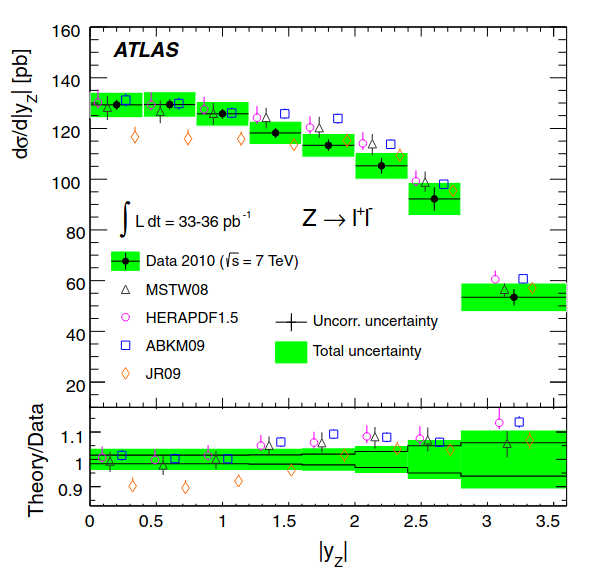 ATLAS
dσ/d|y_Z| [pb]
160
140
120
100
80
60
40
20
∫ L dt = 33-36 pb⁻¹
Z → l⁺l⁻
Data 2010 (√s = 7 TeV)
MSTW08
HERAPDF1.5
ABKM09
JR09
Uncorr. uncertainty
Total uncertainty
Theory/Data
1.1
1
0.9
0 0.5 1 1.5 2 2.5 3 3.5
|y_Z|